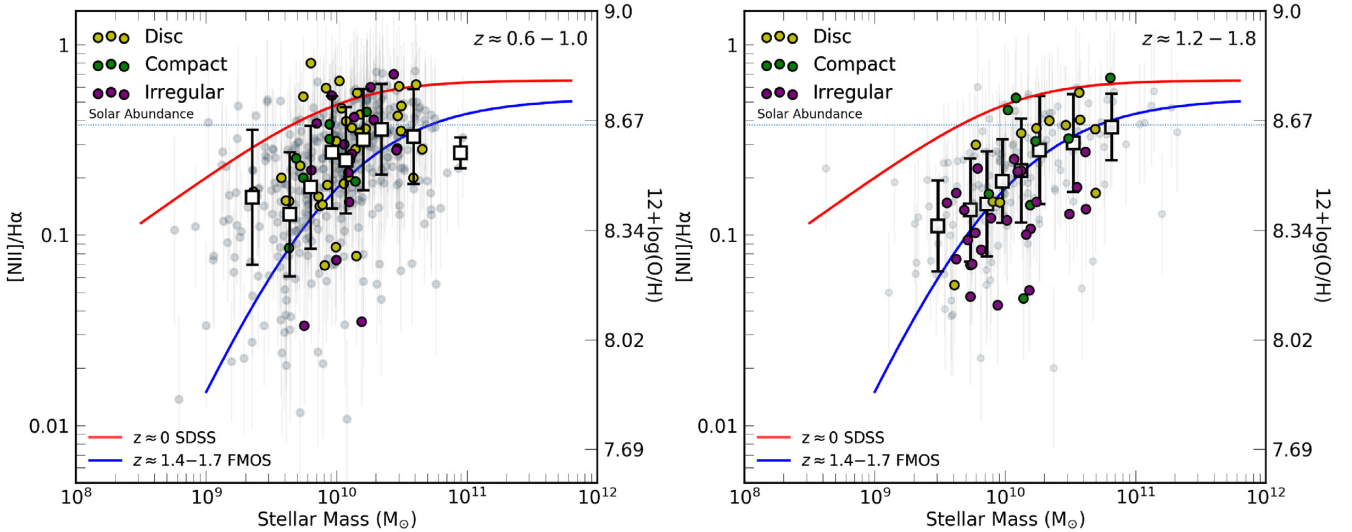 Disc
Compact
Irregular
Solar Abundance
z ≈ 0.6 − 1.0
1
0.1
0.01
[NII]/Hα
9.0
8.67
8.34
8.02
7.69
12+log(O/H)
z ≈ 0 SDSS
z ≈ 1.4−1.7 FMOS
10⁸ 10⁹ 10¹⁰ 10¹¹ 10¹²
Stellar Mass (M☉)
Disc
Compact
Irregular
Solar Abundance
z ≈ 1.2 − 1.8
1
0.1
0.01
[NII]/Hα
9.0
8.67
8.34
8.02
7.69
12+log(O/H)
z ≈ 0 SDSS
z ≈ 1.4−1.7 FMOS
10⁸ 10⁹ 10¹⁰ 10¹¹ 10¹²
Stellar Mass (M☉)